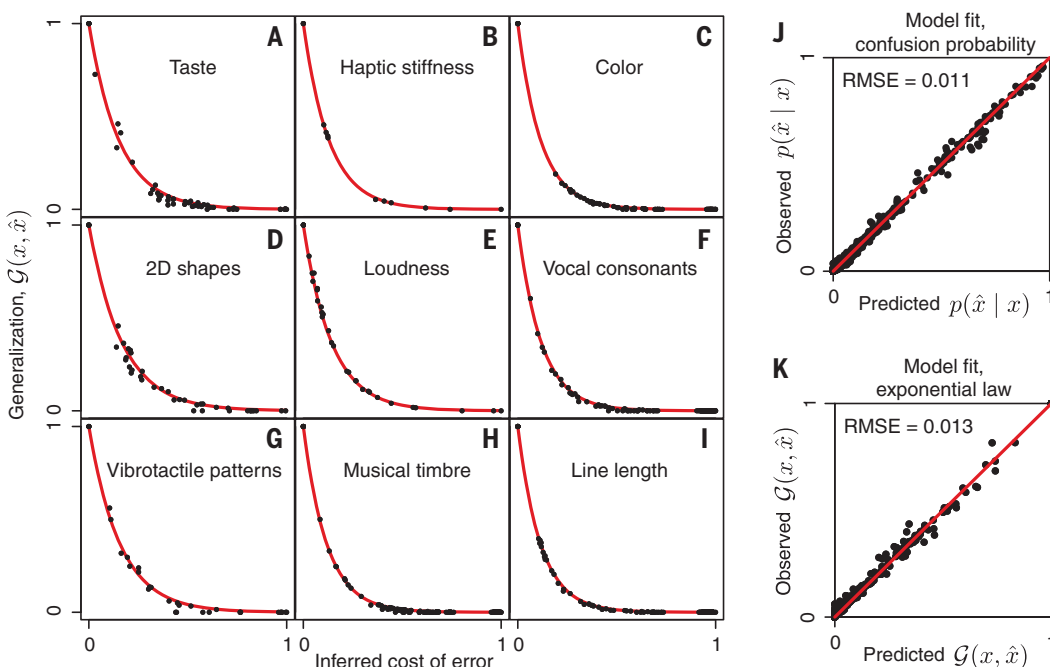 A
B
C
Taste
Haptic stiffness
Color
D
E
F
2D shapes
Loudness
Vocal consonants
G
H
I
Vibrotactile patterns
Musical timbre
Line length
1
1 0
1 0
0
Generalization, 𝒢(x, x̂)
0
1 0
1 0
1
Inferred cost of error
J
Model fit,
confusion probability
RMSE = 0.011
1
0
Observed p(x̂ | x)
0
1
Predicted p(x̂ | x)
K
Model fit,
exponential law
RMSE = 0.013
1
0
Observed 𝒢(x, x̂)
0
1
Predicted 𝒢(x, x̂)